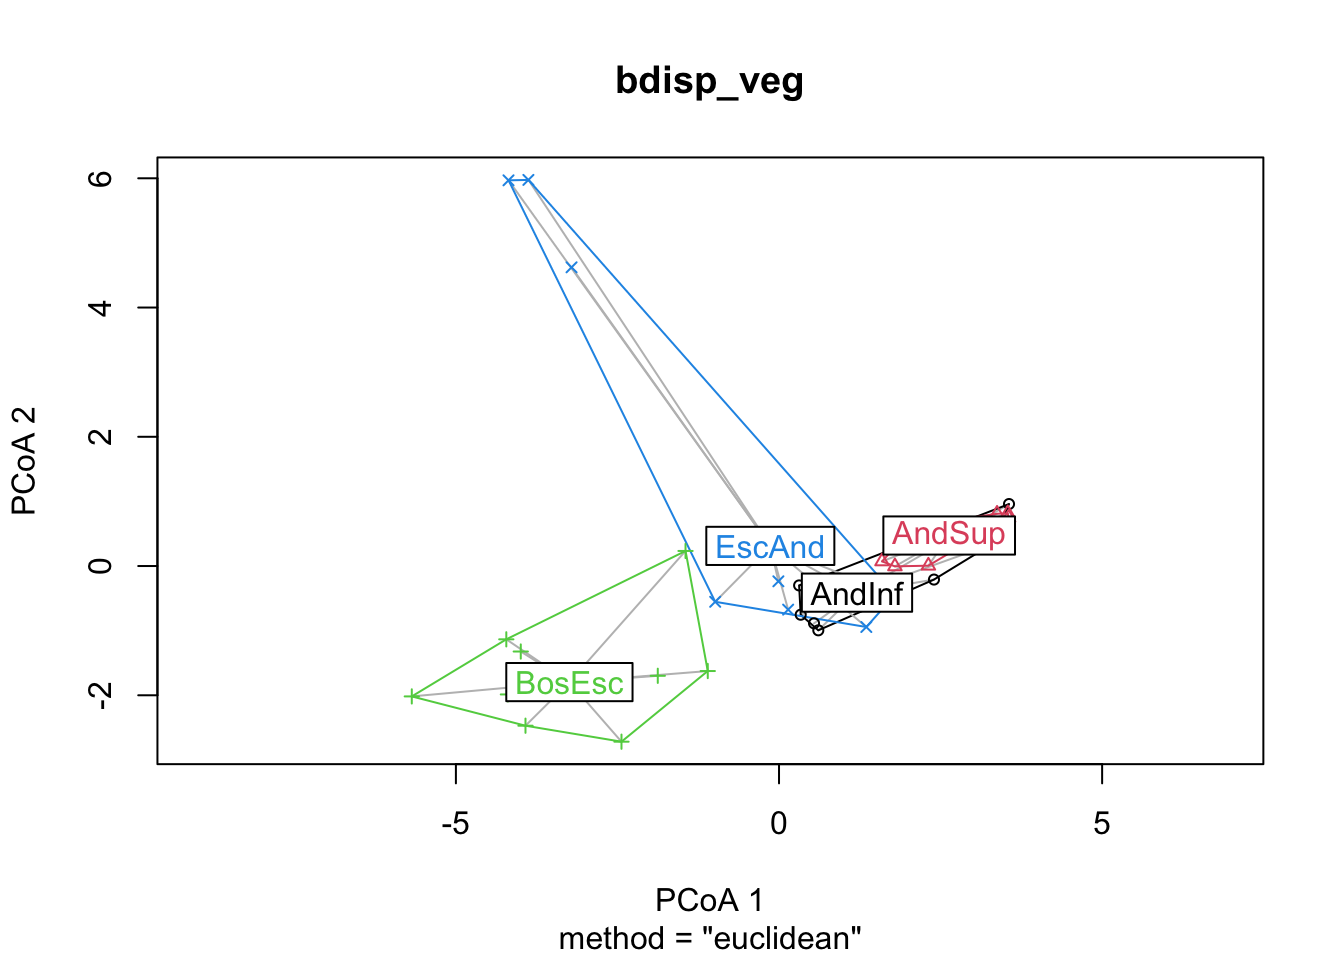 bdisp_veg
6
4
2
0
-2
PCoA 2
EscAnd
AndSup
AndInf
BosEsc
-5 0 5
PCoA 1
method = "euclidean"